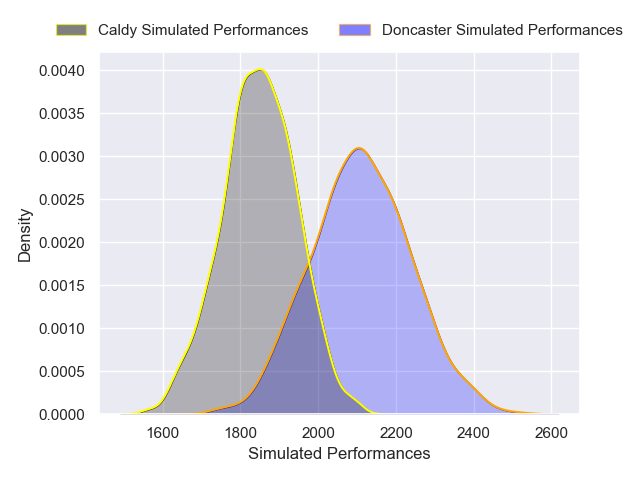 Caldy Simulated Performances Doncaster Simulated Performances
0.0040
0.0035
0.0030
0.0025
0.0020
0.0015
0.0010
0.0005
0.0000
Density
1600 1800 2000 2200 2400 2600
Simulated Performances